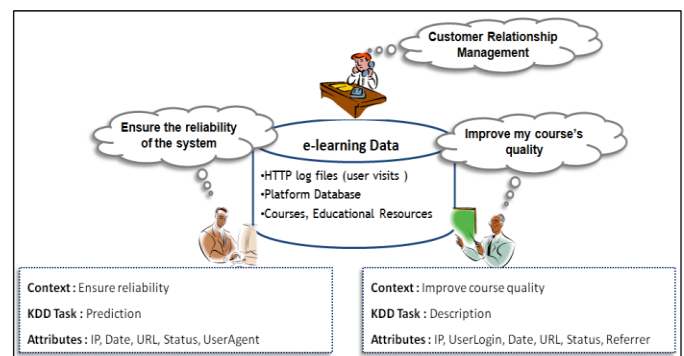 Customer Relationship
Management
Ensure the reliability
of the system
e-learning Data
Improve my course's
quality
•HTTP log files (user visits )
•Platform Database
•Courses, Educational Resources
Context : Ensure reliability
KDD Task : Prediction
Attributes : IP, Date, URL, Status, UserAgent
Context : Improve course quality
KDD Task : Description
Attributes : IP, UserLogin, Date, URL, Status, Referrer